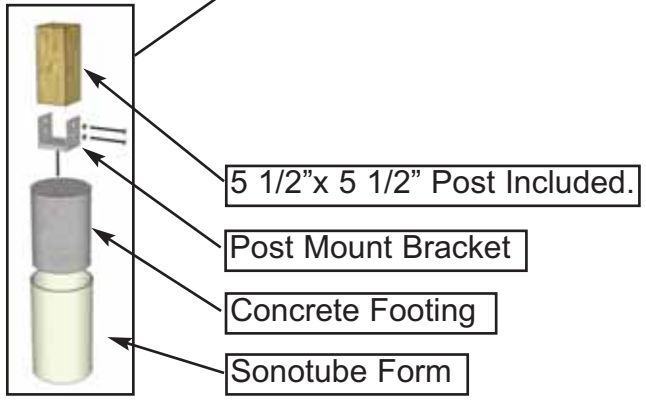 5 1/2”x 5 1/2” Post Included.
Post Mount Bracket
Concrete Footing
Sonotube Form